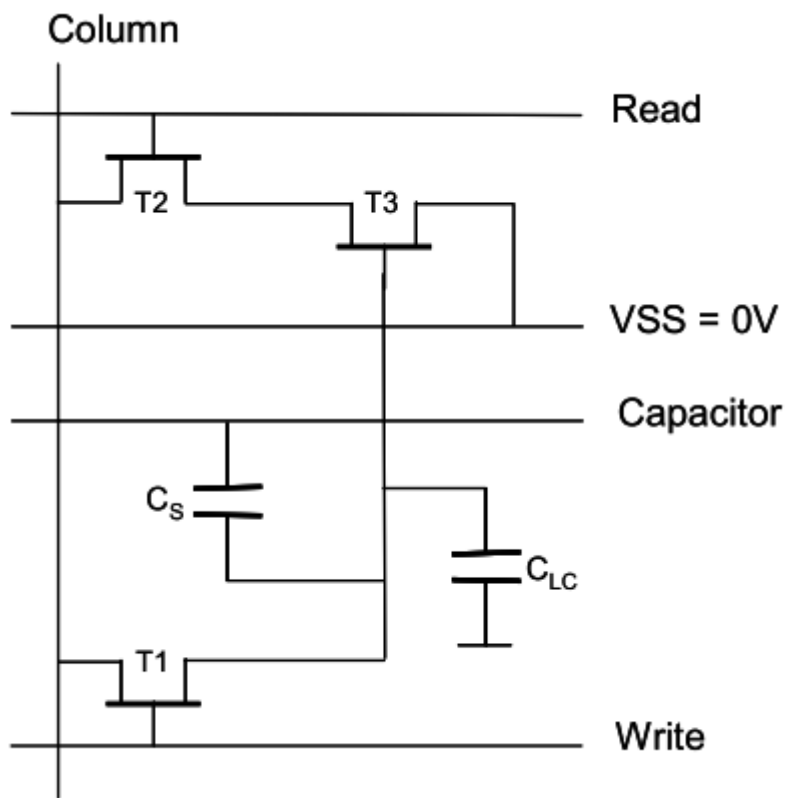 Column
Read
T2
T3
VSS = 0V
Capacitor
CS
CLC
T1
Write